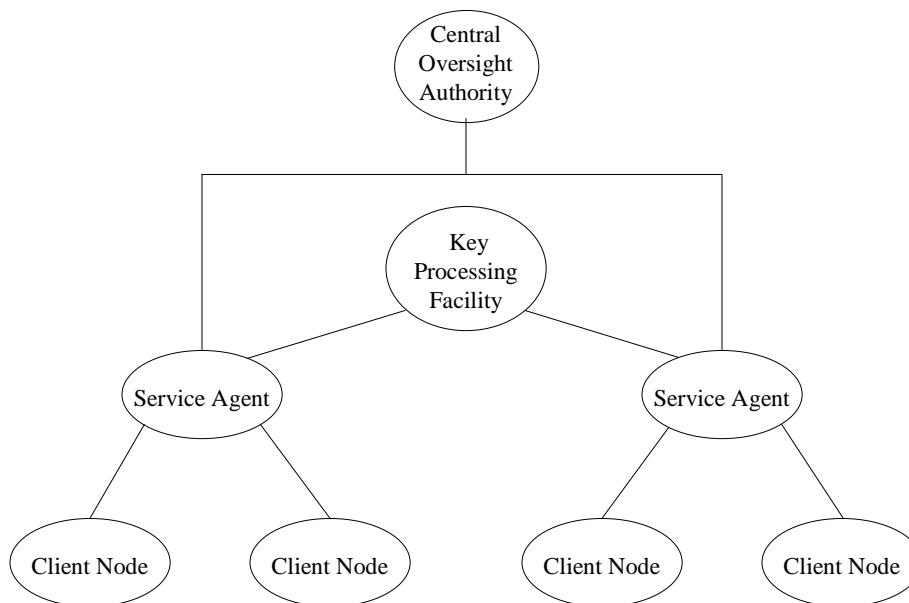 Central
Oversight
Authority
Key
Processing
Facility
Service Agent
Service Agent
Client Node
Client Node
Client Node
Client Node